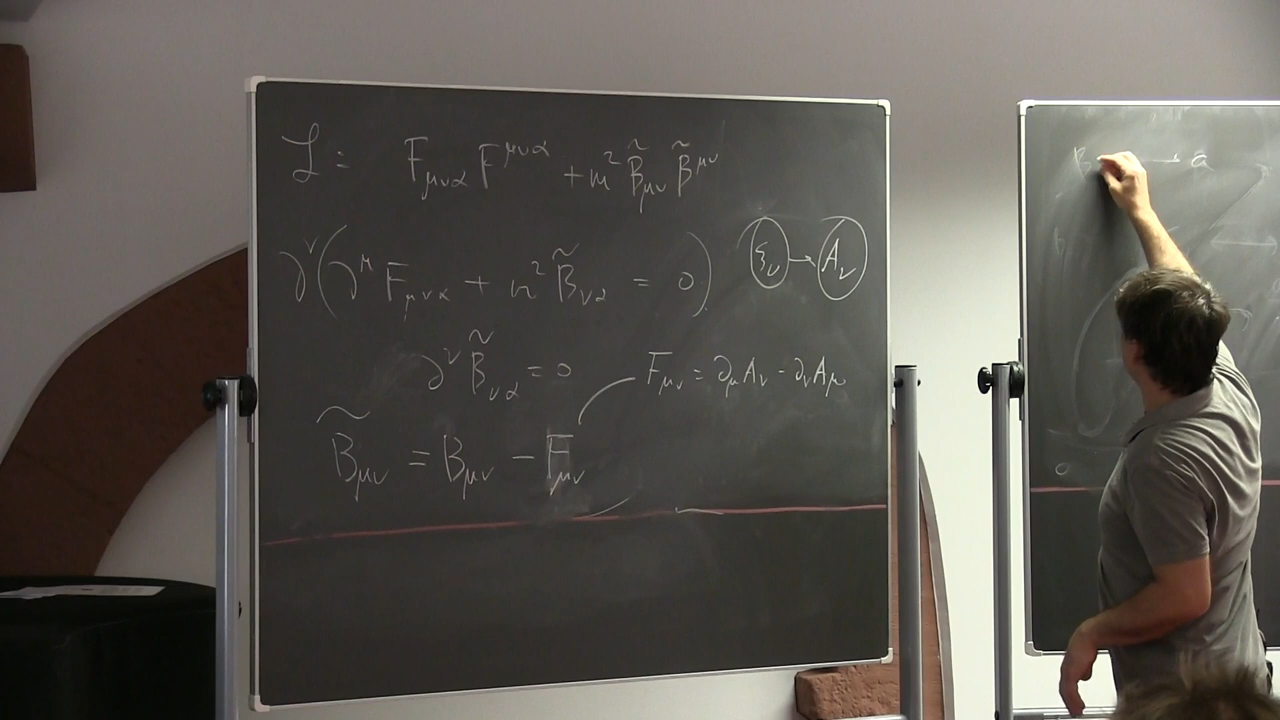 ℒ = F_{μνα} F^{μνα} + m² B̃_{μν} B̃^{μν}
∂^ν (∂^μ F_{μνα} + m² B̃_{να} = 0)
ξ_ν → A_ν
∂^ν B̃_{να} = 0
F_{μν} = ∂_μ A_ν - ∂_ν A_μ
B̃_{μν} = B_{μν} - F_{μν}
B → a